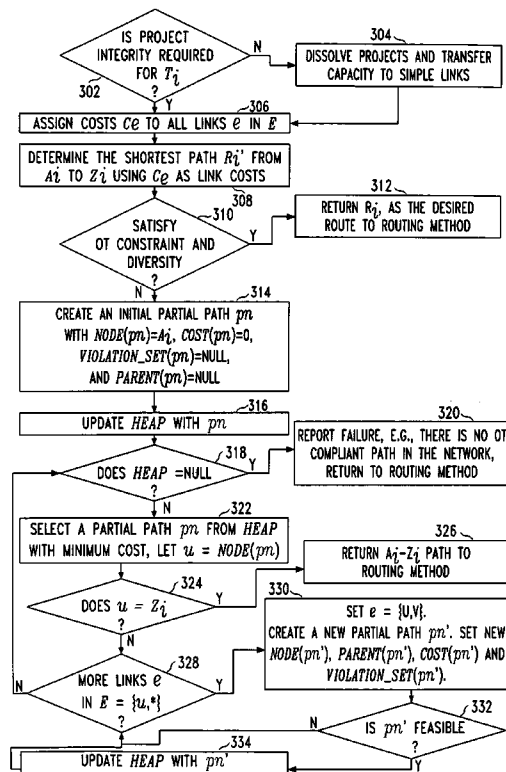 IS PROJECT
INTEGRITY REQUIRED
FOR Ti
?
302
N
Y
304
DISSOLVE PROJECTS AND TRANSFER
CAPACITY TO SIMPLE LINKS
306
ASSIGN COSTS Ce TO ALL LINKS e IN E
DETERMINE THE SHORTEST PATH Ri' FROM
Ai TO Zi USING Ce AS LINK COSTS
308
310
SATISFY
OT CONSTRAINT AND
DIVERSITY
?
Y
N
312
RETURN Ri, AS THE DESIRED
ROUTE TO ROUTING METHOD
314
CREATE AN INITIAL PARTIAL PATH pn
WITH NODE(pn)=Ai, COST(pn)=0,
VIOLATION_SET(pn)=NULL,
AND PARENT(pn)=NULL
316
UPDATE HEAP WITH pn
318
DOES HEAP =NULL
?
Y
N
320
REPORT FAILURE, E.G., THERE IS NO OT
COMPLIANT PATH IN THE NETWORK,
RETURN TO ROUTING METHOD
322
SELECT A PARTIAL PATH pn FROM HEAP
WITH MINIMUM COST, LET u = NODE(pn)
324
DOES u = Zi
?
Y
N
326
RETURN Ai-Zi PATH TO
ROUTING METHOD
328
MORE LINKS e
IN E = {u,*}
?
N
Y
330
SET e = {U,V}.
CREATE A NEW PARTIAL PATH pn'. SET NEW
NODE(pn'), PARENT(pn'), COST(pn') AND
VIOLATION_SET(pn').
332
IS pn' FEASIBLE
?
N
Y
334
UPDATE HEAP WITH pn'